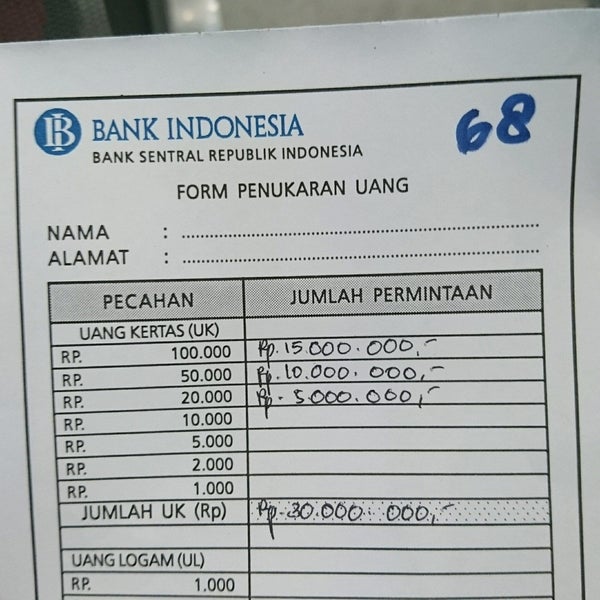 BANK INDONESIA
BANK SENTRAL REPUBLIK INDONESIA
68
FORM PENUKARAN UANG
NAMA : ............................................................
ALAMAT : ............................................................
PECAHAN JUMLAH PERMINTAAN
UANG KERTAS (UK)
RP. 100.000 Rp. 15.000.000,-
RP. 50.000 Rp. 10.000.000,-
RP. 20.000 Rp. 5.000.000,-
RP. 10.000
RP. 5.000
RP. 2.000
RP. 1.000
JUMLAH UK (Rp) Rp. 30.000.000,-
UANG LOGAM (UL)
RP. 1.000